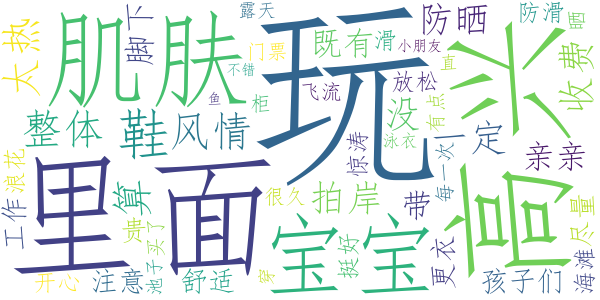 露天
防晒
防滑
晒
太热
肌肤
脚下
门票
既有
滑
小朋友
玩
兴
高
收费
不错
直
鱼
柜
飞流
放松
没
有点
整体
鞋
风情
惊涛
泳衣
每一次
一定
亲亲
里面
工作
浪花
算
贵
很久
拍岸
带
宝宝
挺好
更衣
海滩
尽量
池子
买了
开心
注意
舒适
穿
孩子们